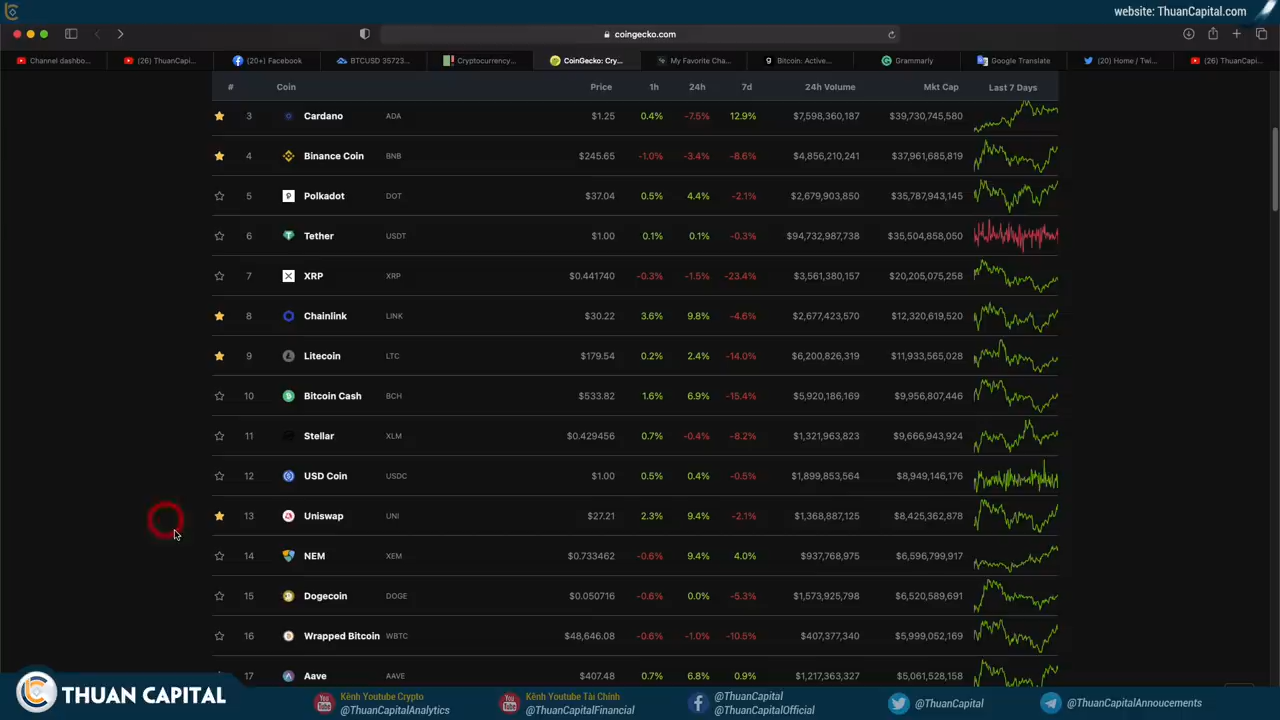 website: ThuanCapital.com
coingecko.com
Channel dashbo... (26) ThuanCapi... (20+) Facebook BTCUSD 35723... Cryptocurrency... CoinGecko: Cry... My Favorite Cha... Bitcoin: Active... Grammarly Google Translate (20) Home / Twi... (26) ThuanCapi...
# Coin Price 1h 24h 7d 24h Volume Mkt Cap Last 7 Days
3 Cardano ADA $1.25 0.4% -7.5% 12.9% $7,598,360,187 $39,730,745,580
4 Binance Coin BNB $245.65 -1.0% -3.4% -8.6% $4,856,210,241 $37,961,685,819
5 Polkadot DOT $37.04 0.5% 4.4% -2.1% $2,679,903,850 $35,787,943,145
6 Tether USDT $1.00 0.1% 0.1% -0.3% $94,732,987,738 $35,504,858,050
7 XRP XRP $0.441740 -0.3% -1.5% -23.4% $3,561,380,157 $20,205,075,258
8 Chainlink LINK $30.22 3.6% 9.8% -4.6% $2,677,423,570 $12,320,619,520
9 Litecoin LTC $179.54 0.2% 2.4% -14.0% $6,200,826,319 $11,933,565,028
10 Bitcoin Cash BCH $533.82 1.6% 6.9% -15.4% $5,920,186,169 $9,956,807,446
11 Stellar XLM $0.429456 0.7% -0.4% -8.2% $1,321,963,823 $9,666,943,924
12 USD Coin USDC $1.00 0.5% 0.4% -0.5% $1,899,853,564 $8,949,146,176
13 Uniswap UNI $27.21 2.3% 9.4% -2.1% $1,368,887,125 $8,425,362,878
14 NEM XEM $0.733462 -0.6% 9.4% 4.0% $937,768,975 $6,596,799,917
15 Dogecoin DOGE $0.050716 -0.6% 0.0% -5.3% $1,573,925,798 $6,520,589,691
16 Wrapped Bitcoin WBTC $48,646.08 -0.6% -1.0% -10.5% $407,377,340 $5,999,052,169
17 Aave AAVE $407.48 0.7% 6.8% 0.9% $1,217,363,327 $5,061,528,158
THUAN CAPITAL
Kênh Youtube Crypto
@ThuanCapitalAnalytics
Kênh Youtube Tài Chính
@ThuanCapitalFinancial
@ThuanCapital
@ThuanCapitalOfficial
@ThuanCapital
@ThuanCapitalAnnoucements